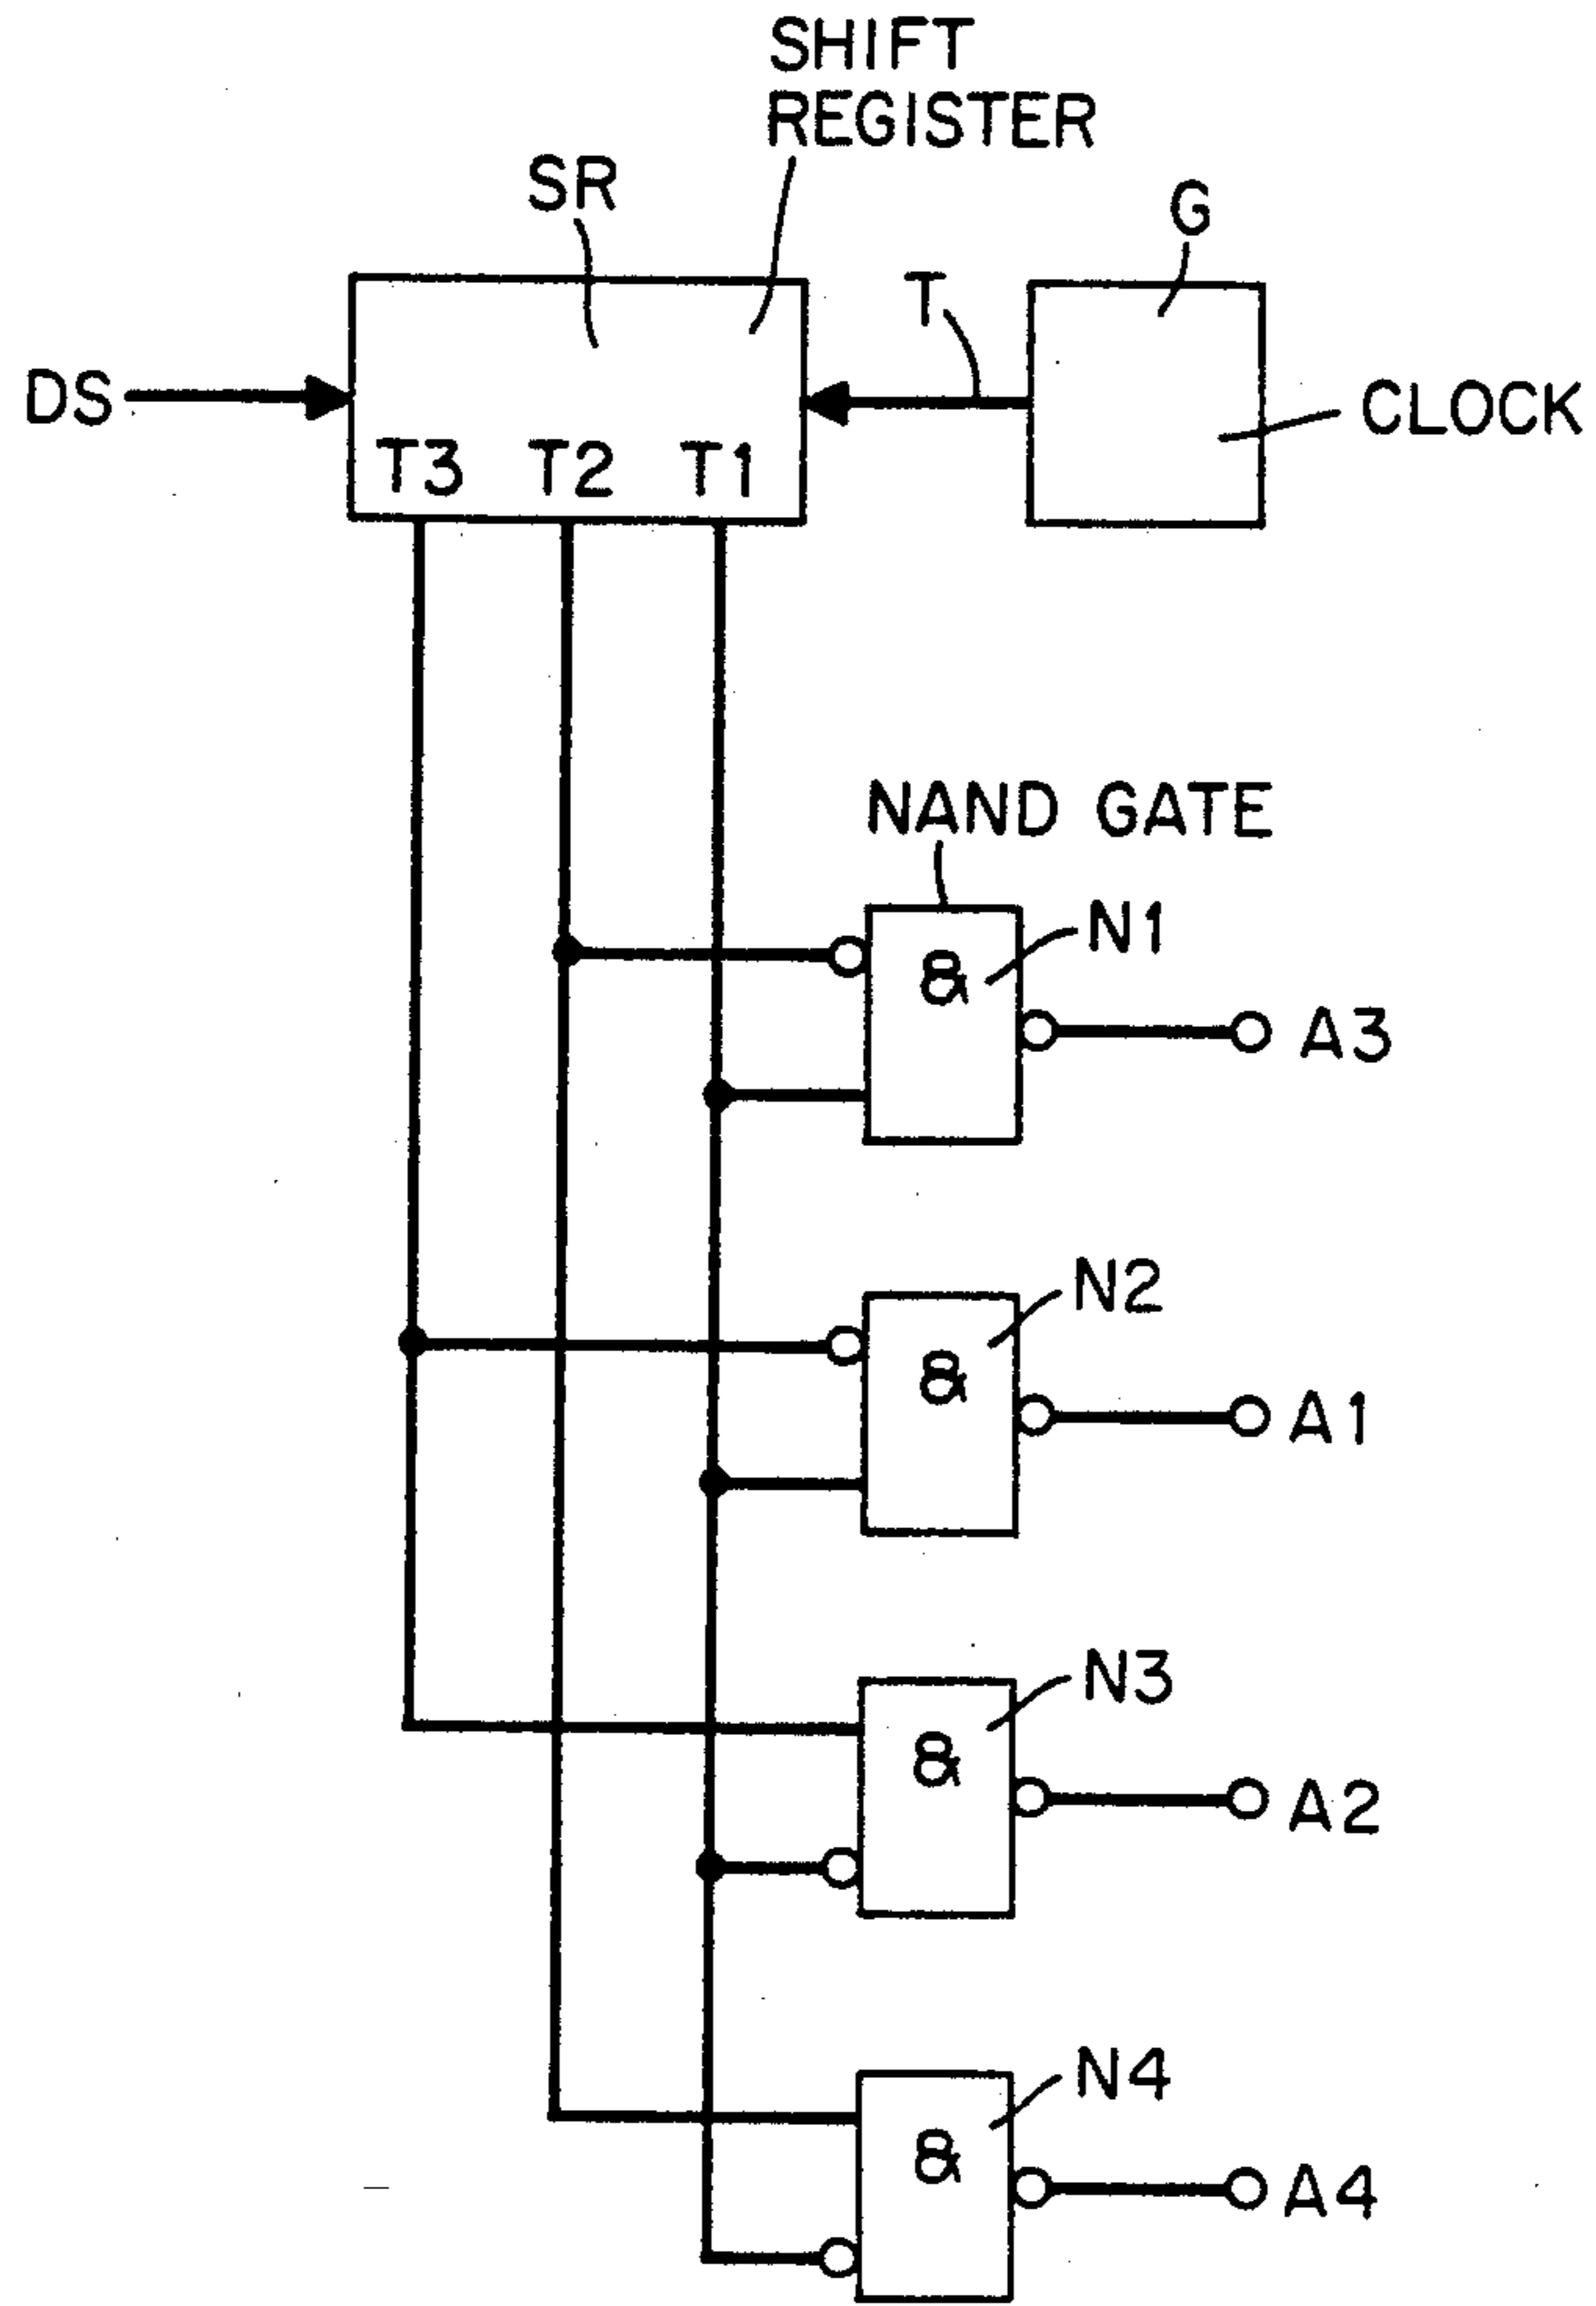 SHIFT
REGISTER
SR
G
T
DS
CLOCK
T3 T2 T1
NAND GATE
N1
&
A3
N2
&
A1
N3
&
A2
N4
&
A4